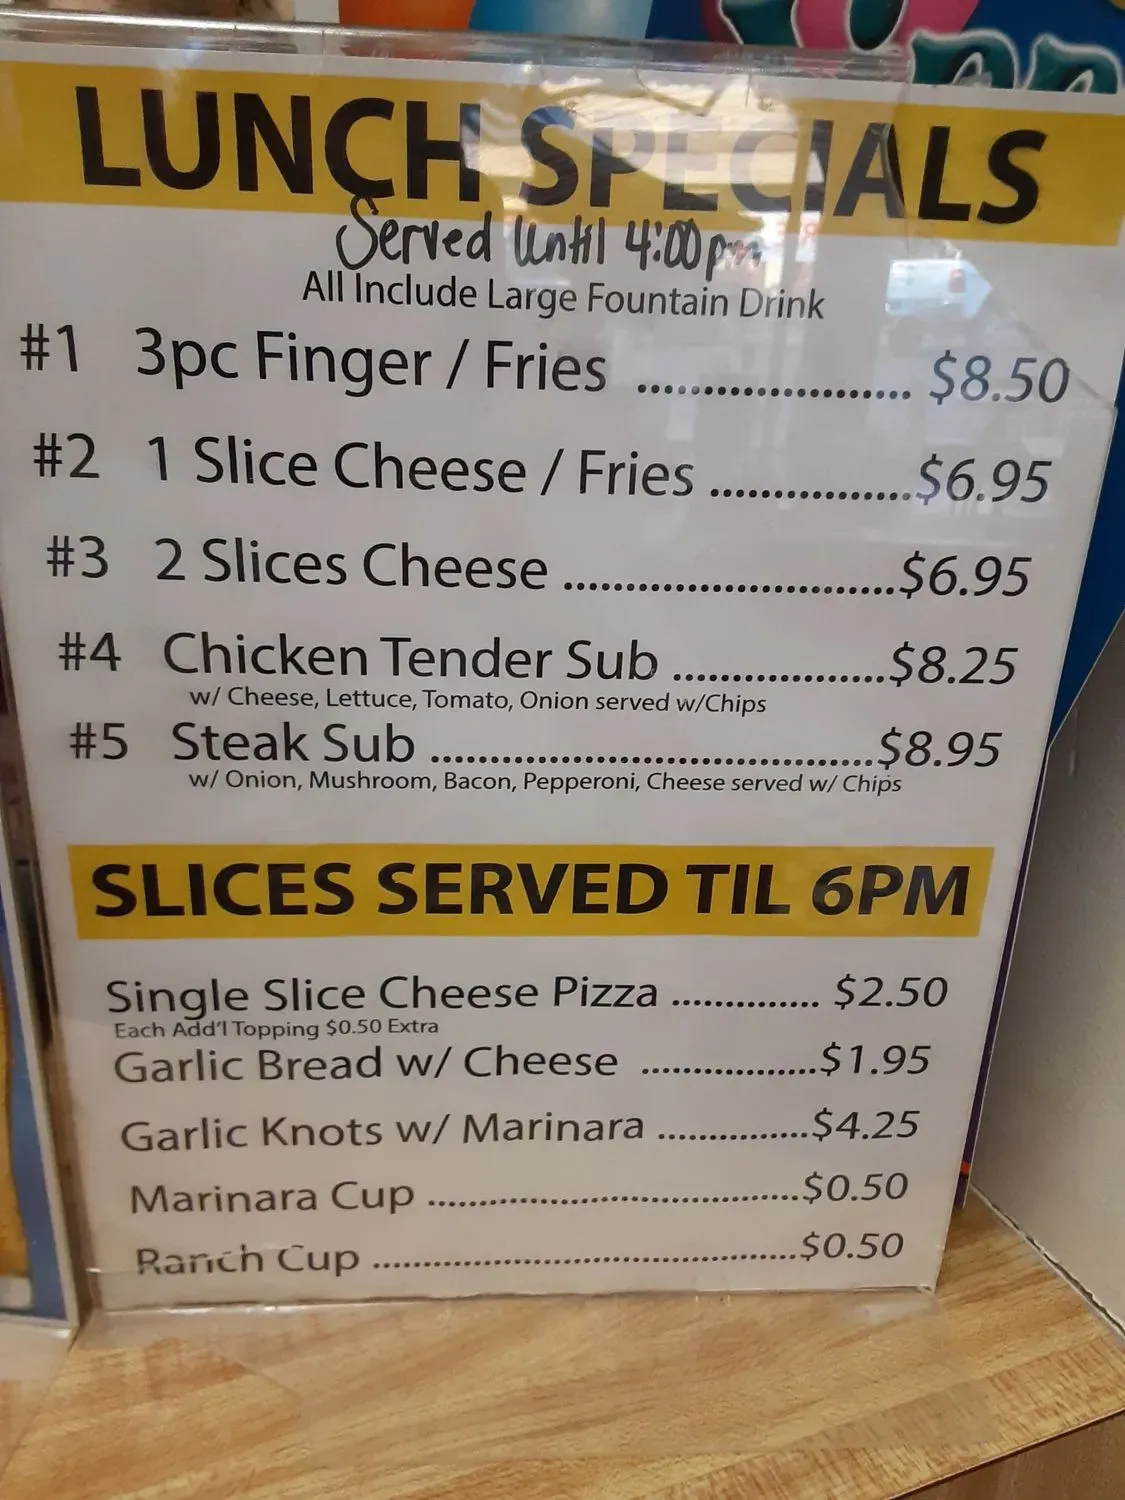 LUNCH SPECIALS
Served Until 4:00pm
All Include Large Fountain Drink
#1 3pc Finger / Fries ..................... $8.50
#2 1 Slice Cheese / Fries ................$6.95
#3 2 Slices Cheese ...........................$6.95
#4 Chicken Tender Sub ..................$8.25
w/ Cheese, Lettuce, Tomato, Onion served w/Chips
#5 Steak Sub .....................................$8.95
w/ Onion, Mushroom, Bacon, Pepperoni, Cheese served w/ Chips
SLICES SERVED TIL 6PM
Single Slice Cheese Pizza .............. $2.50
Each Add'l Topping $0.50 Extra
Garlic Bread w/ Cheese .................$1.95
Garlic Knots w/ Marinara ...............$4.25
Marinara Cup .....................................$0.50
Ranch Cup ..........................................$0.50